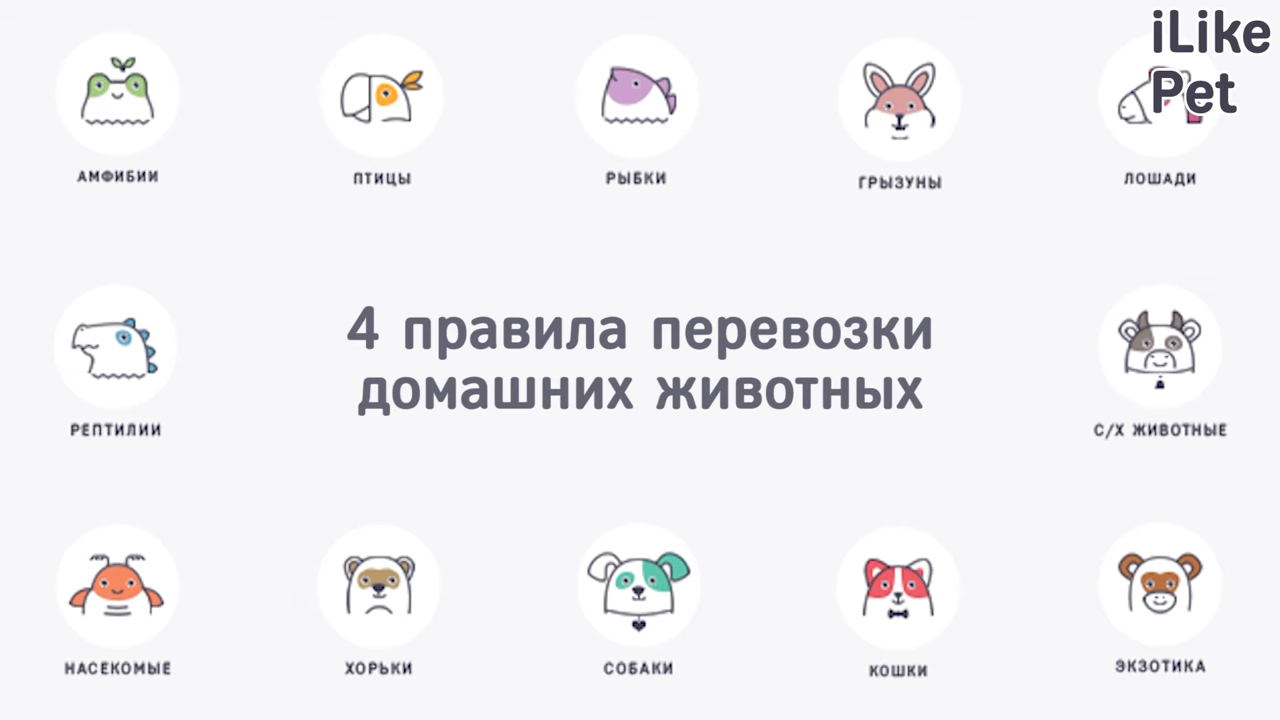 iLike
Pet
АМФИБИИ
ПТИЦЫ
РЫБКИ
ГРЫЗУНЫ
ЛОШАДИ
4 правила перевозки
домашних животных
РЕПТИЛИИ
С/Х ЖИВОТНЫЕ
НАСЕКОМЫЕ
ХОРЬКИ
СОБАКИ
КОШКИ
ЭКЗОТИКА